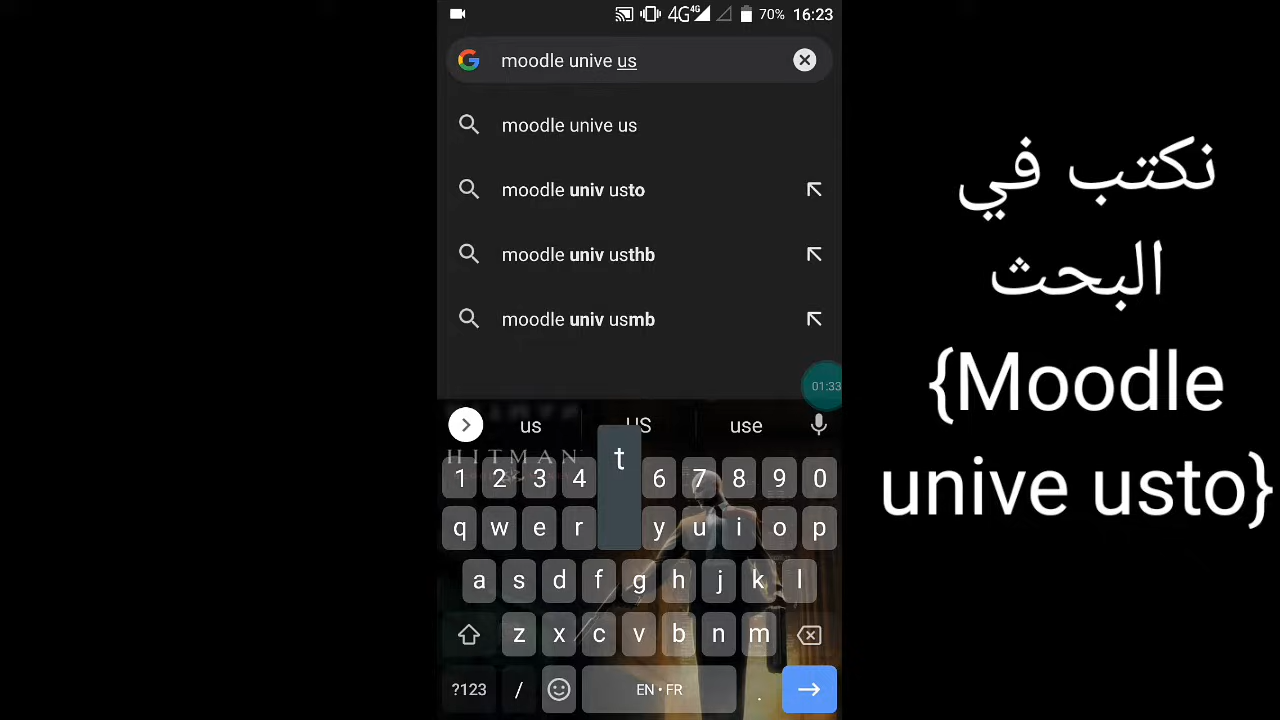 4G 4G 70% 16:23
moodle unive us
moodle unive us
moodle univ usto
moodle univ usthb
moodle univ usmb
01:33
us US use
HITMAN
t
1 2 3 4 6 7 8 9 0
q w e r y u i o p
a s d f g h j k l
z x c v b n m
?123 / EN • FR .
نكتب في
البحث
{Moodle
unive usto}